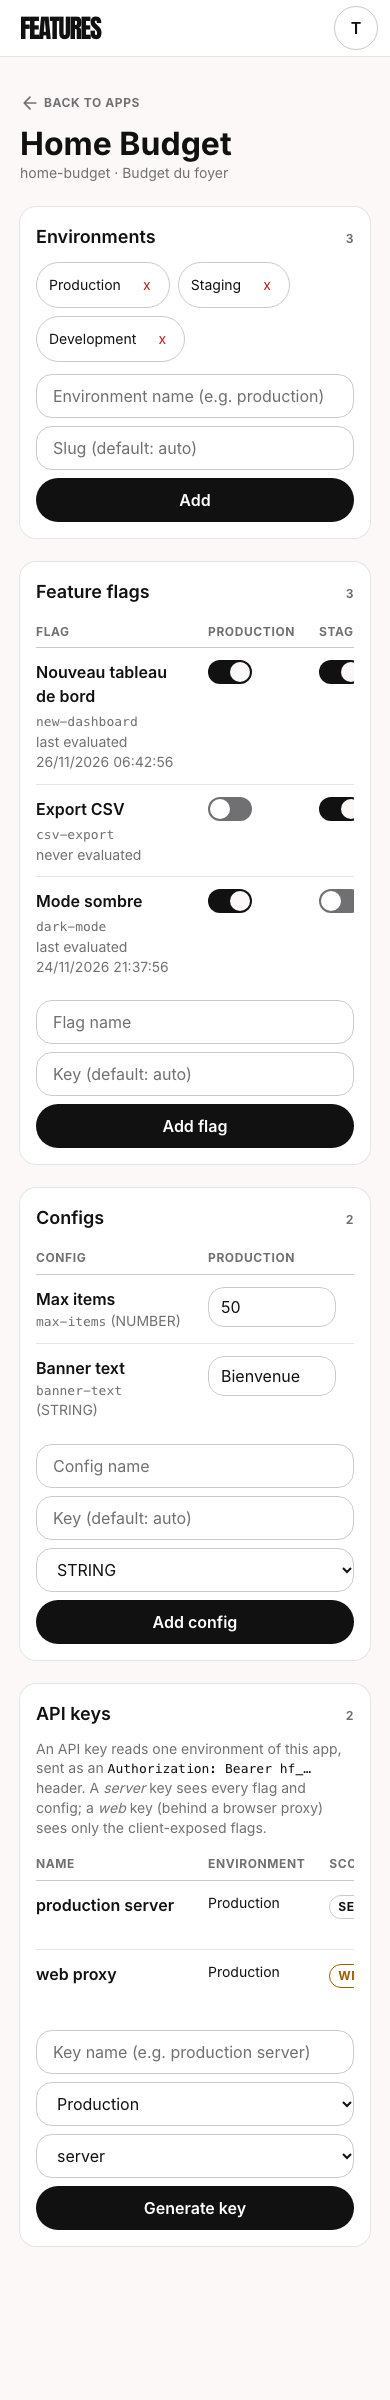 FEATURES
T
BACK TO APPS
Home Budget
home-budget · Budget du foyer
Environments 3
Production x Staging x
Development x
Environment name (e.g. production)
Slug (default: auto)
Add
Feature flags 3
FLAG PRODUCTION STAG
Nouveau tableau
de bord
new-dashboard
last evaluated
26/11/2026 06:42:56
Export CSV
csv-export
never evaluated
Mode sombre
dark-mode
last evaluated
24/11/2026 21:37:56
Flag name
Key (default: auto)
Add flag
Configs 2
CONFIG PRODUCTION
Max items 50
max-items (NUMBER)
Banner text Bienvenue
banner-text
(STRING)
Config name
Key (default: auto)
STRING
Add config
API keys 2
An API key reads one environment of this app,
sent as an Authorization: Bearer hf_…
header. A server key sees every flag and
config; a web key (behind a browser proxy)
sees only the client-exposed flags.
NAME ENVIRONMENT SCO
production server Production SE
web proxy Production WE
Key name (e.g. production server)
Production
server
Generate key